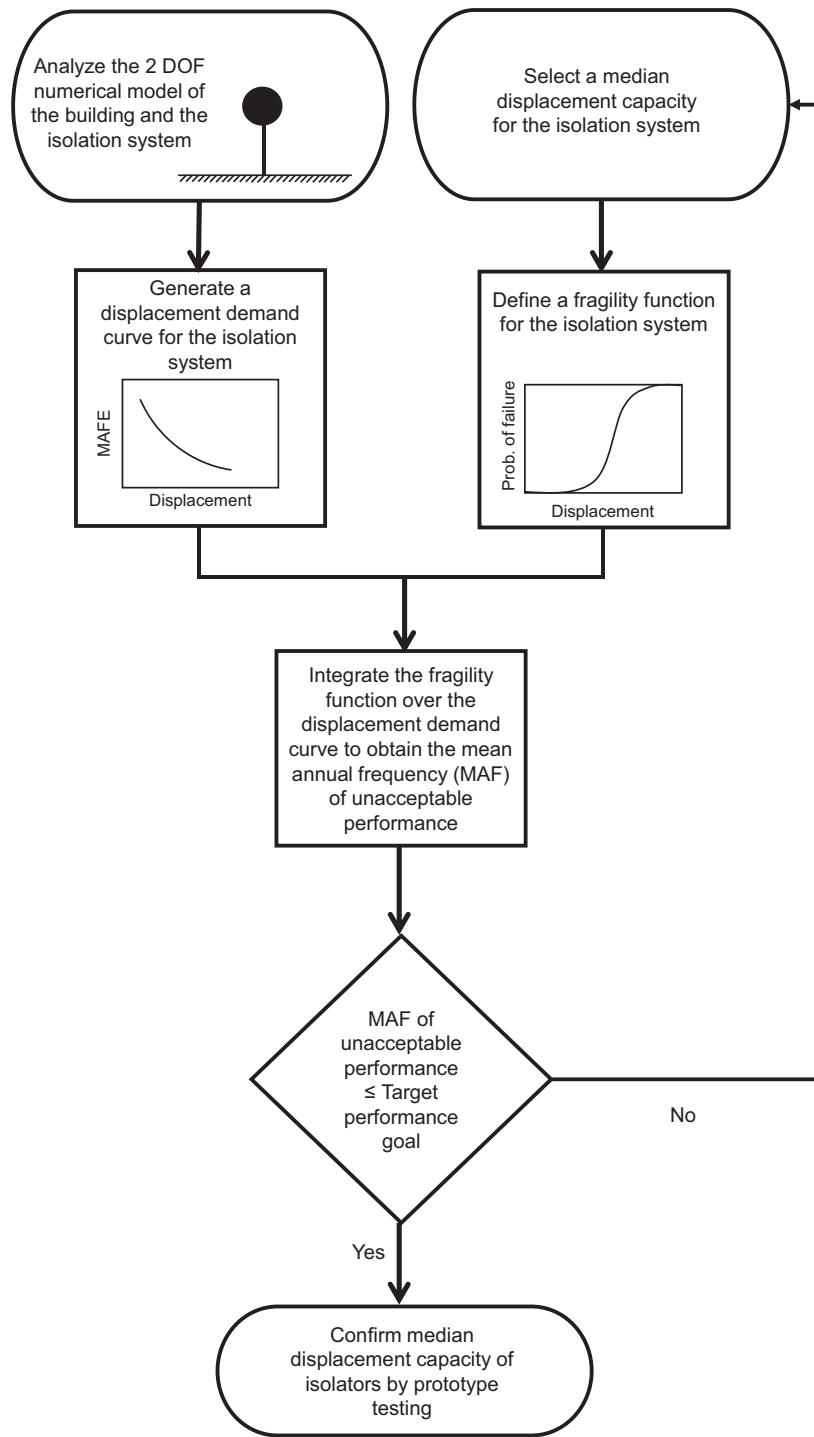 Analyze the 2 DOF
numerical model of
the building and the
isolation system
Select a median
displacement capacity
for the isolation system
Generate a
displacement demand
curve for the isolation
system
MAFE
Displacement
Define a fragility function
for the isolation system
Prob. of failure
Displacement
Integrate the fragility
function over the
displacement demand
curve to obtain the mean
annual frequency (MAF)
of unacceptable
performance
MAF of
unacceptable
performance
≤ Target
performance
goal
No
Yes
Confirm median
displacement capacity of
isolators by prototype
testing